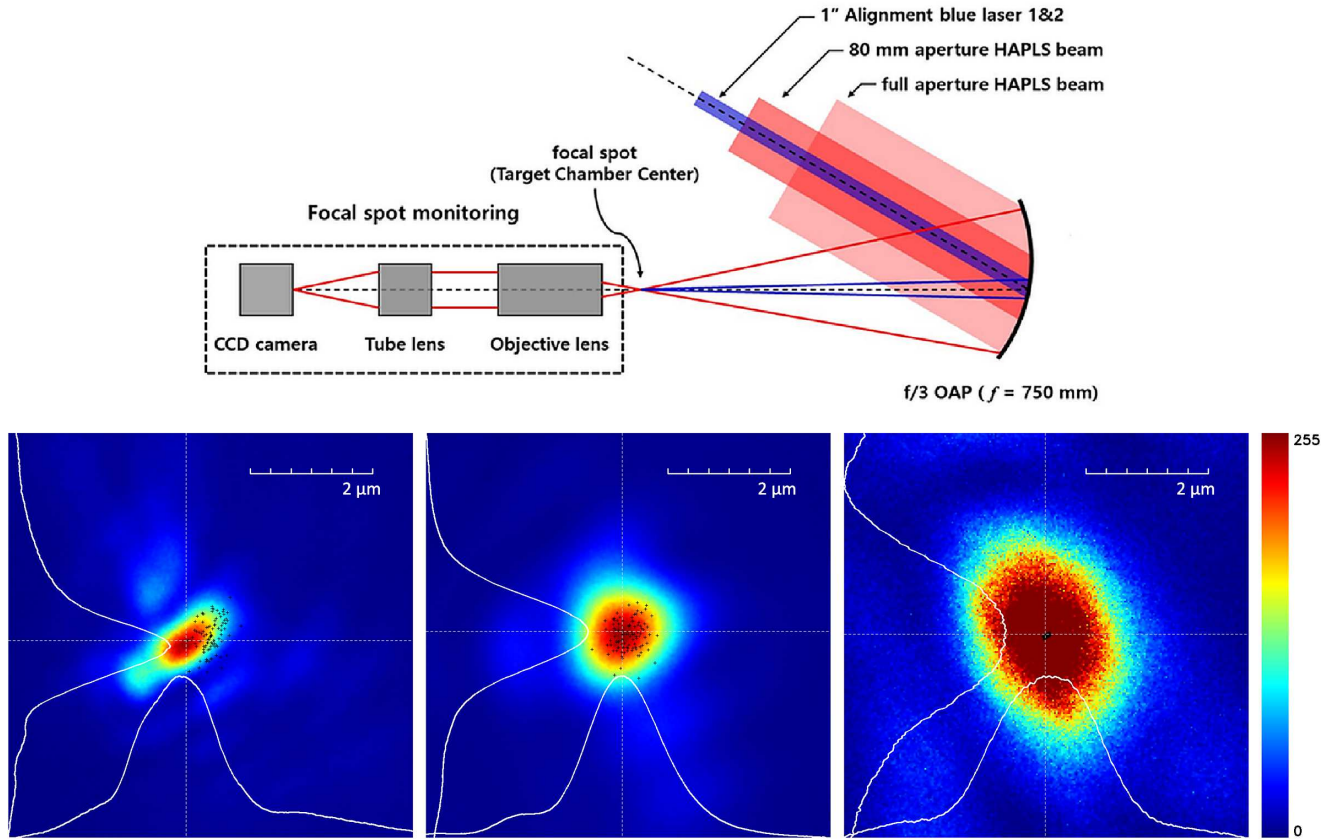 1” Alignment blue laser 1&2
80 mm aperture HAPLS beam
full aperture HAPLS beam
focal spot
(Target Chamber Center)
Focal spot monitoring
CCD camera
Tube lens
Objective lens
f/3 OAP ( f = 750 mm)
2 μm
2 μm
2 μm
255
0